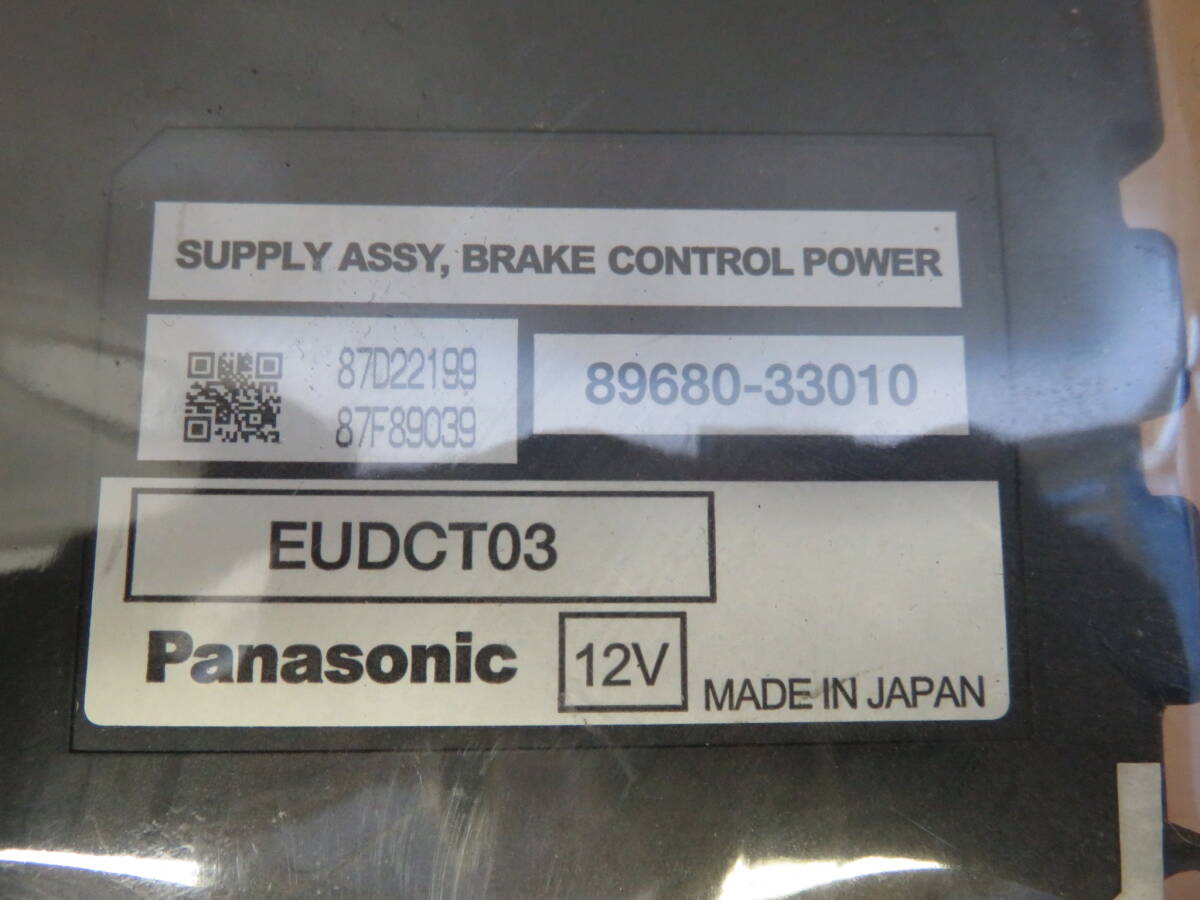 SUPPLY ASSY, BRAKE CONTROL POWER
87D22199
87F89039
89680-33010
EUDCT03
Panasonic
12V
MADE IN JAPAN